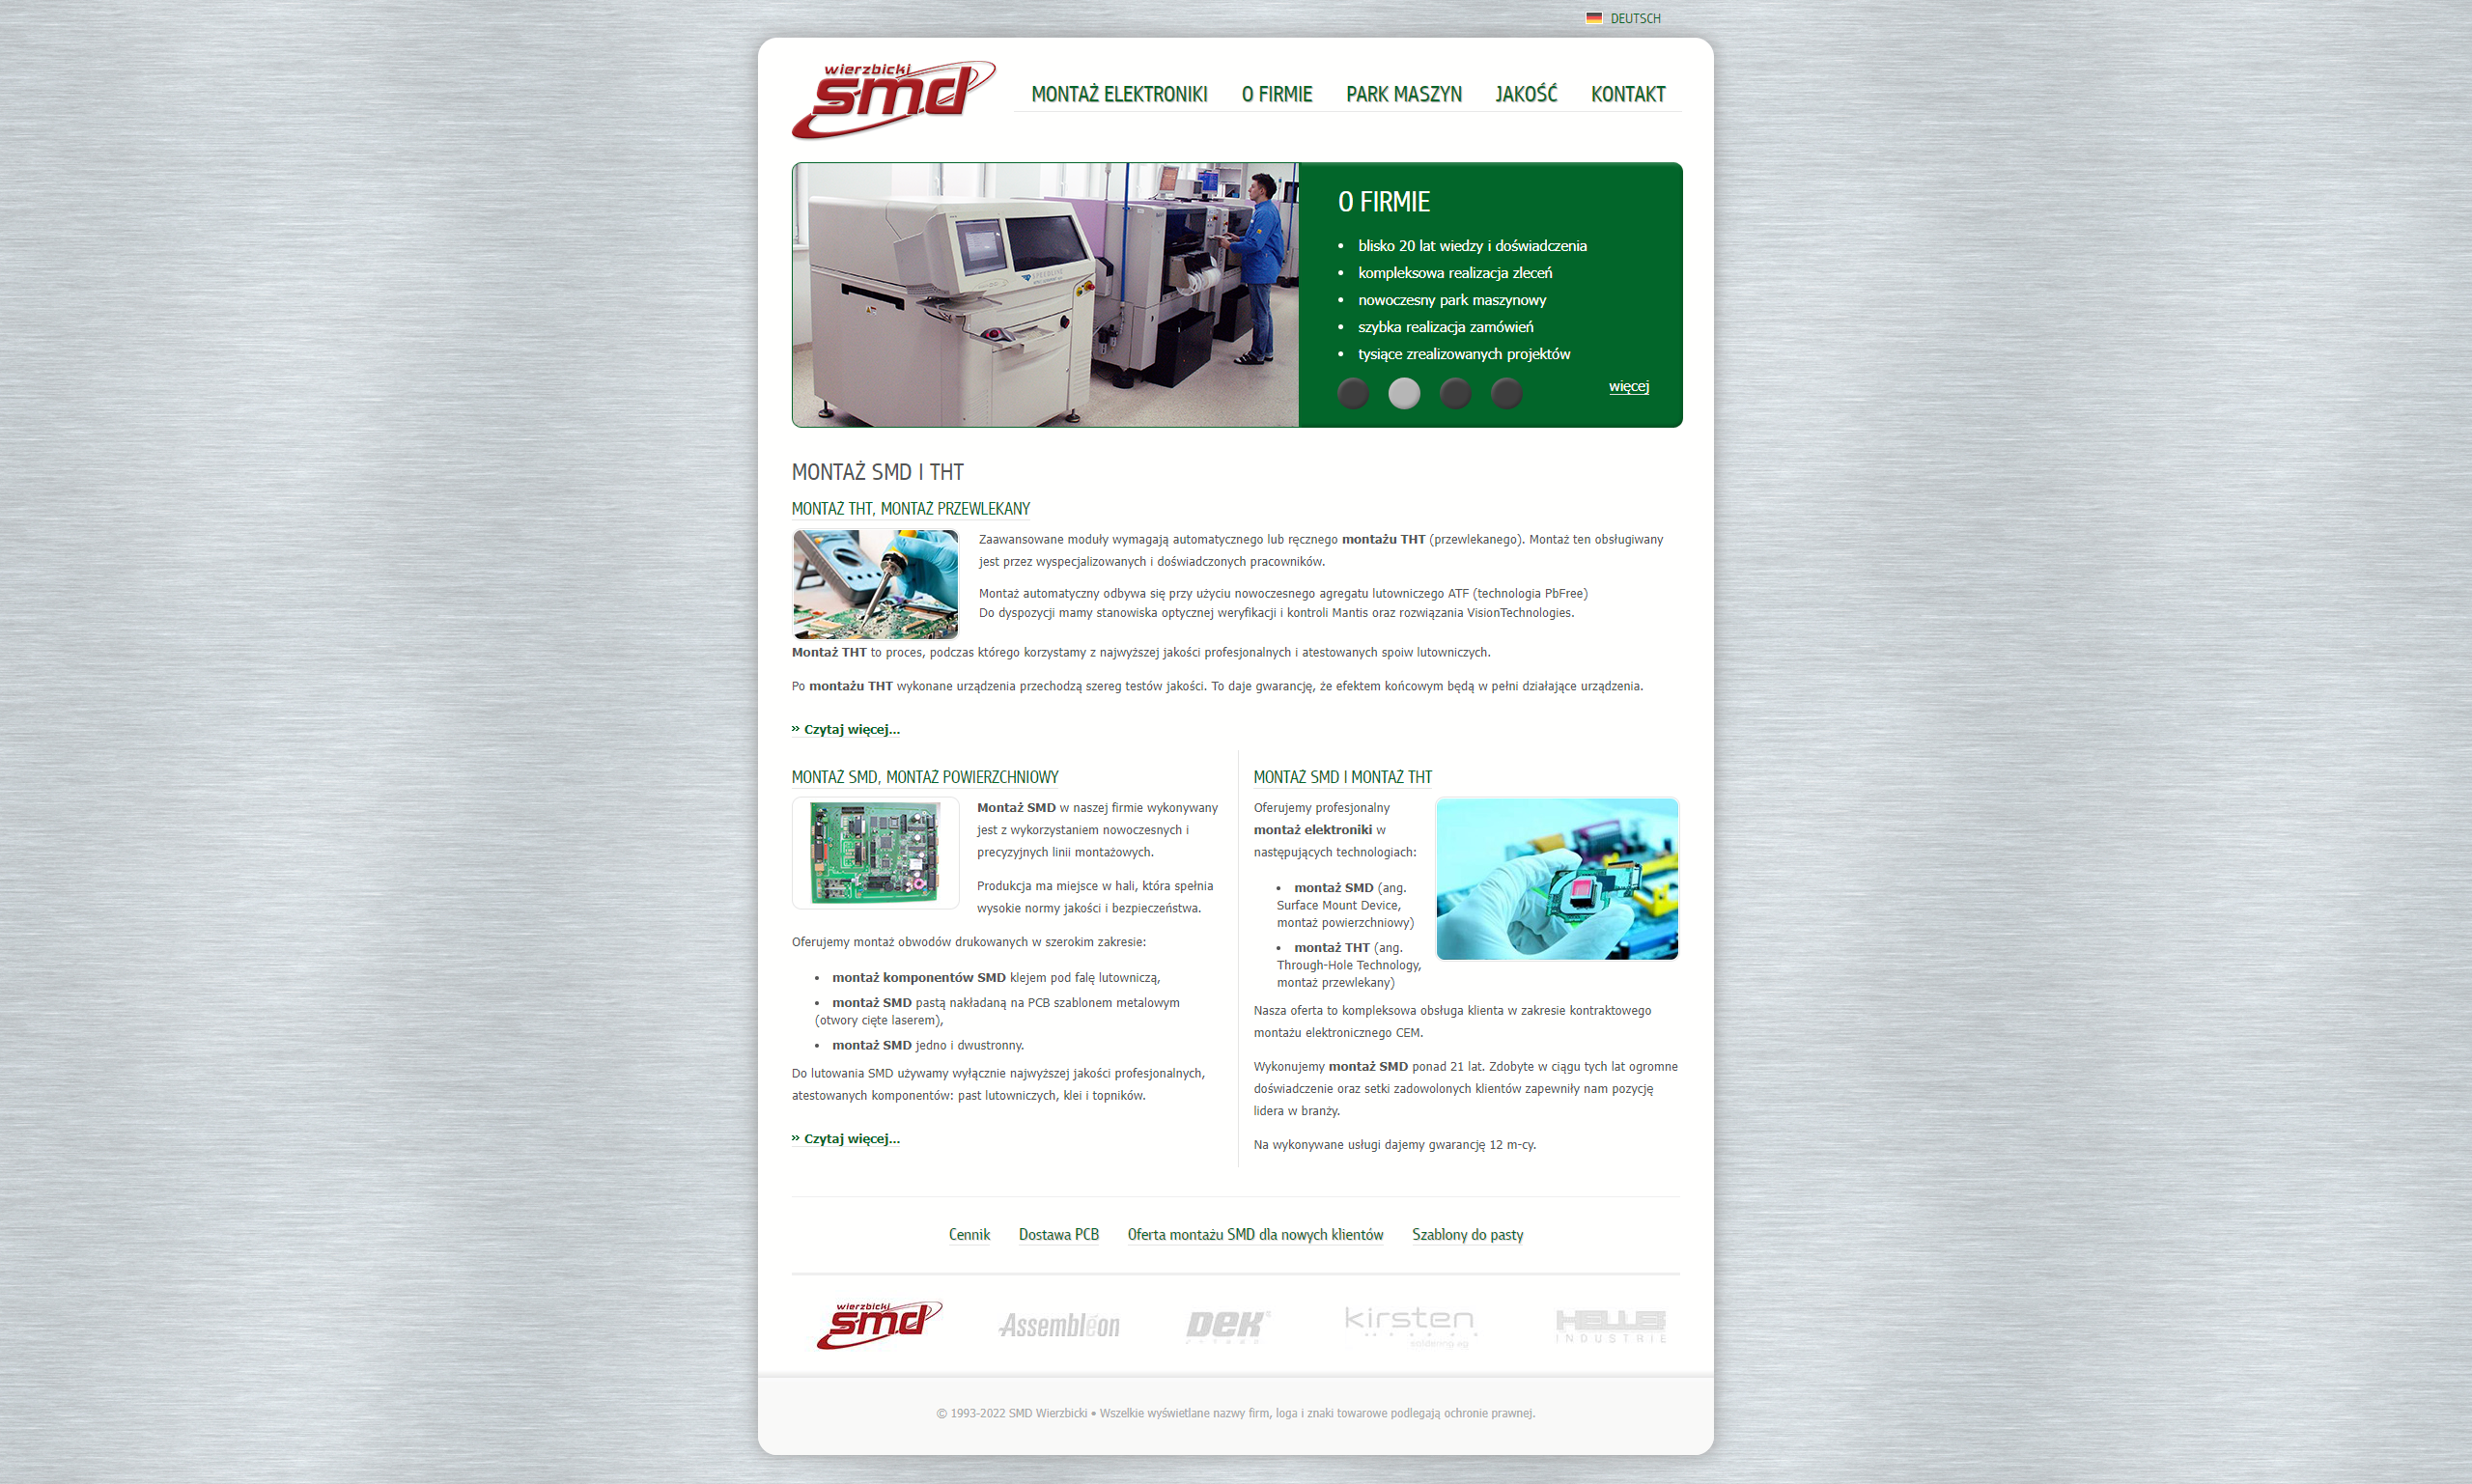 DEUTSCH
wierzbicki
smd
MONTAŻ ELEKTRONIKI O FIRMIE PARK MASZYN JAKOŚĆ KONTAKT
SPEEDLINE
O FIRMIE
• blisko 20 lat wiedzy i doświadczenia
• kompleksowa realizacja zleceń
• nowoczesny park maszynowy
• szybka realizacja zamówień
• tysiące zrealizowanych projektów
więcej
MONTAŻ SMD I THT
MONTAŻ THT, MONTAŻ PRZEWLEKANY
Zaawansowane moduły wymagają automatycznego lub ręcznego montażu THT (przewlekanego). Montaż ten obsługiwany
jest przez wyspecjalizowanych i doświadczonych pracowników.
Montaż automatyczny odbywa się przy użyciu nowoczesnego agregatu lutowniczego ATF (technologia PbFree)
Do dyspozycji mamy stanowiska optycznej weryfikacji i kontroli Mantis oraz rozwiązania VisionTechnologies.
Montaż THT to proces, podczas którego korzystamy z najwyższej jakości profesjonalnych i atestowanych spoiw lutowniczych.
Po montażu THT wykonane urządzenia przechodzą szereg testów jakości. To daje gwarancję, że efektem końcowym będą w pełni działające urządzenia.
» Czytaj więcej...
MONTAŻ SMD, MONTAŻ POWIERZCHNIOWY
Montaż SMD w naszej firmie wykonywany
jest z wykorzystaniem nowoczesnych i
precyzyjnych linii montażowych.
Produkcja ma miejsce w hali, która spełnia
wysokie normy jakości i bezpieczeństwa.
Oferujemy montaż obwodów drukowanych w szerokim zakresie:
• montaż komponentów SMD klejem pod falę lutowniczą,
• montaż SMD pastą nakładaną na PCB szablonem metalowym
(otwory cięte laserem),
• montaż SMD jedno i dwustronny.
Do lutowania SMD używamy wyłącznie najwyższej jakości profesjonalnych,
atestowanych komponentów: past lutowniczych, klei i topników.
» Czytaj więcej...
MONTAŻ SMD I MONTAŻ THT
Oferujemy profesjonalny
montaż elektroniki w
następujących technologiach:
• montaż SMD (ang.
Surface Mount Device,
montaż powierzchniowy)
• montaż THT (ang.
Through-Hole Technology,
montaż przewlekany)
Nasza oferta to kompleksowa obsługa klienta w zakresie kontraktowego
montażu elektronicznego CEM.
Wykonujemy montaż SMD ponad 21 lat. Zdobyte w ciągu tych lat ogromne
doświadczenie oraz setki zadowolonych klientów zapewniły nam pozycję
lidera w branży.
Na wykonywane usługi dajemy gwarancję 12 m-cy.
Cennik Dostawa PCB Oferta montażu SMD dla nowych klientów Szablony do pasty
wierzbicki
smd
Assembléon
DEK
kirsten
soldering ag
HELLER
INDUSTRIE
© 1993-2022 SMD Wierzbicki • Wszelkie wyświetlane nazwy firm, loga i znaki towarowe podlegają ochronie prawnej.